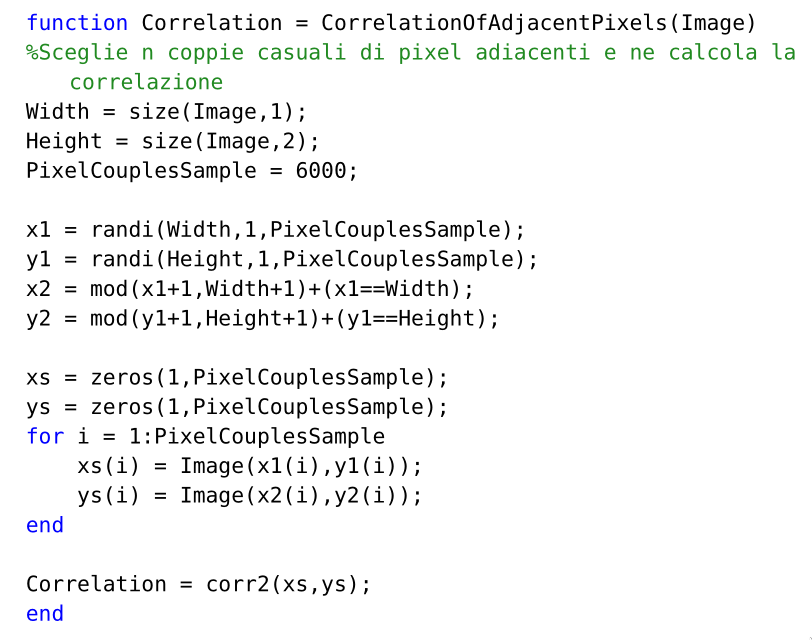 function Correlation = CorrelationOfAdjacentPixels(Image)
%Sceglie n coppie casuali di pixel adiacenti e ne calcola la
correlazione
Width = size(Image,1);
Height = size(Image,2);
PixelCouplesSample = 6000;

x1 = randi(Width,1,PixelCouplesSample);
y1 = randi(Height,1,PixelCouplesSample);
x2 = mod(x1+1,Width+1)+(x1==Width);
y2 = mod(y1+1,Height+1)+(y1==Height);

xs = zeros(1,PixelCouplesSample);
ys = zeros(1,PixelCouplesSample);
for i = 1:PixelCouplesSample
    xs(i) = Image(x1(i),y1(i));
    ys(i) = Image(x2(i),y2(i));
end

Correlation = corr2(xs,ys);
end